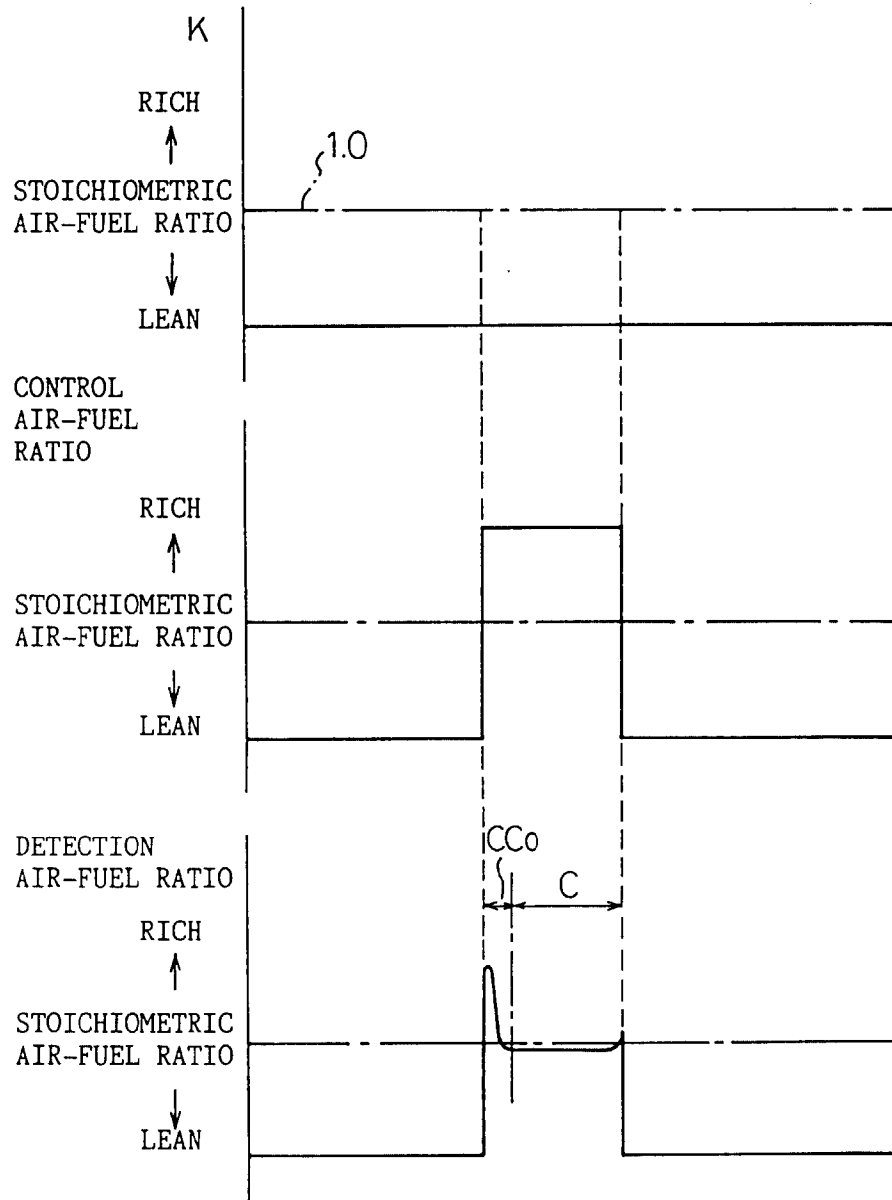 K
RICH
1.0
STOICHIOMETRIC
AIR-FUEL RATIO
LEAN
CONTROL
AIR-FUEL
RATIO
RICH
STOICHIOMETRIC
AIR-FUEL RATIO
LEAN
DETECTION
AIR-FUEL RATIO
CCo
C
RICH
STOICHIOMETRIC
AIR-FUEL RATIO
LEAN